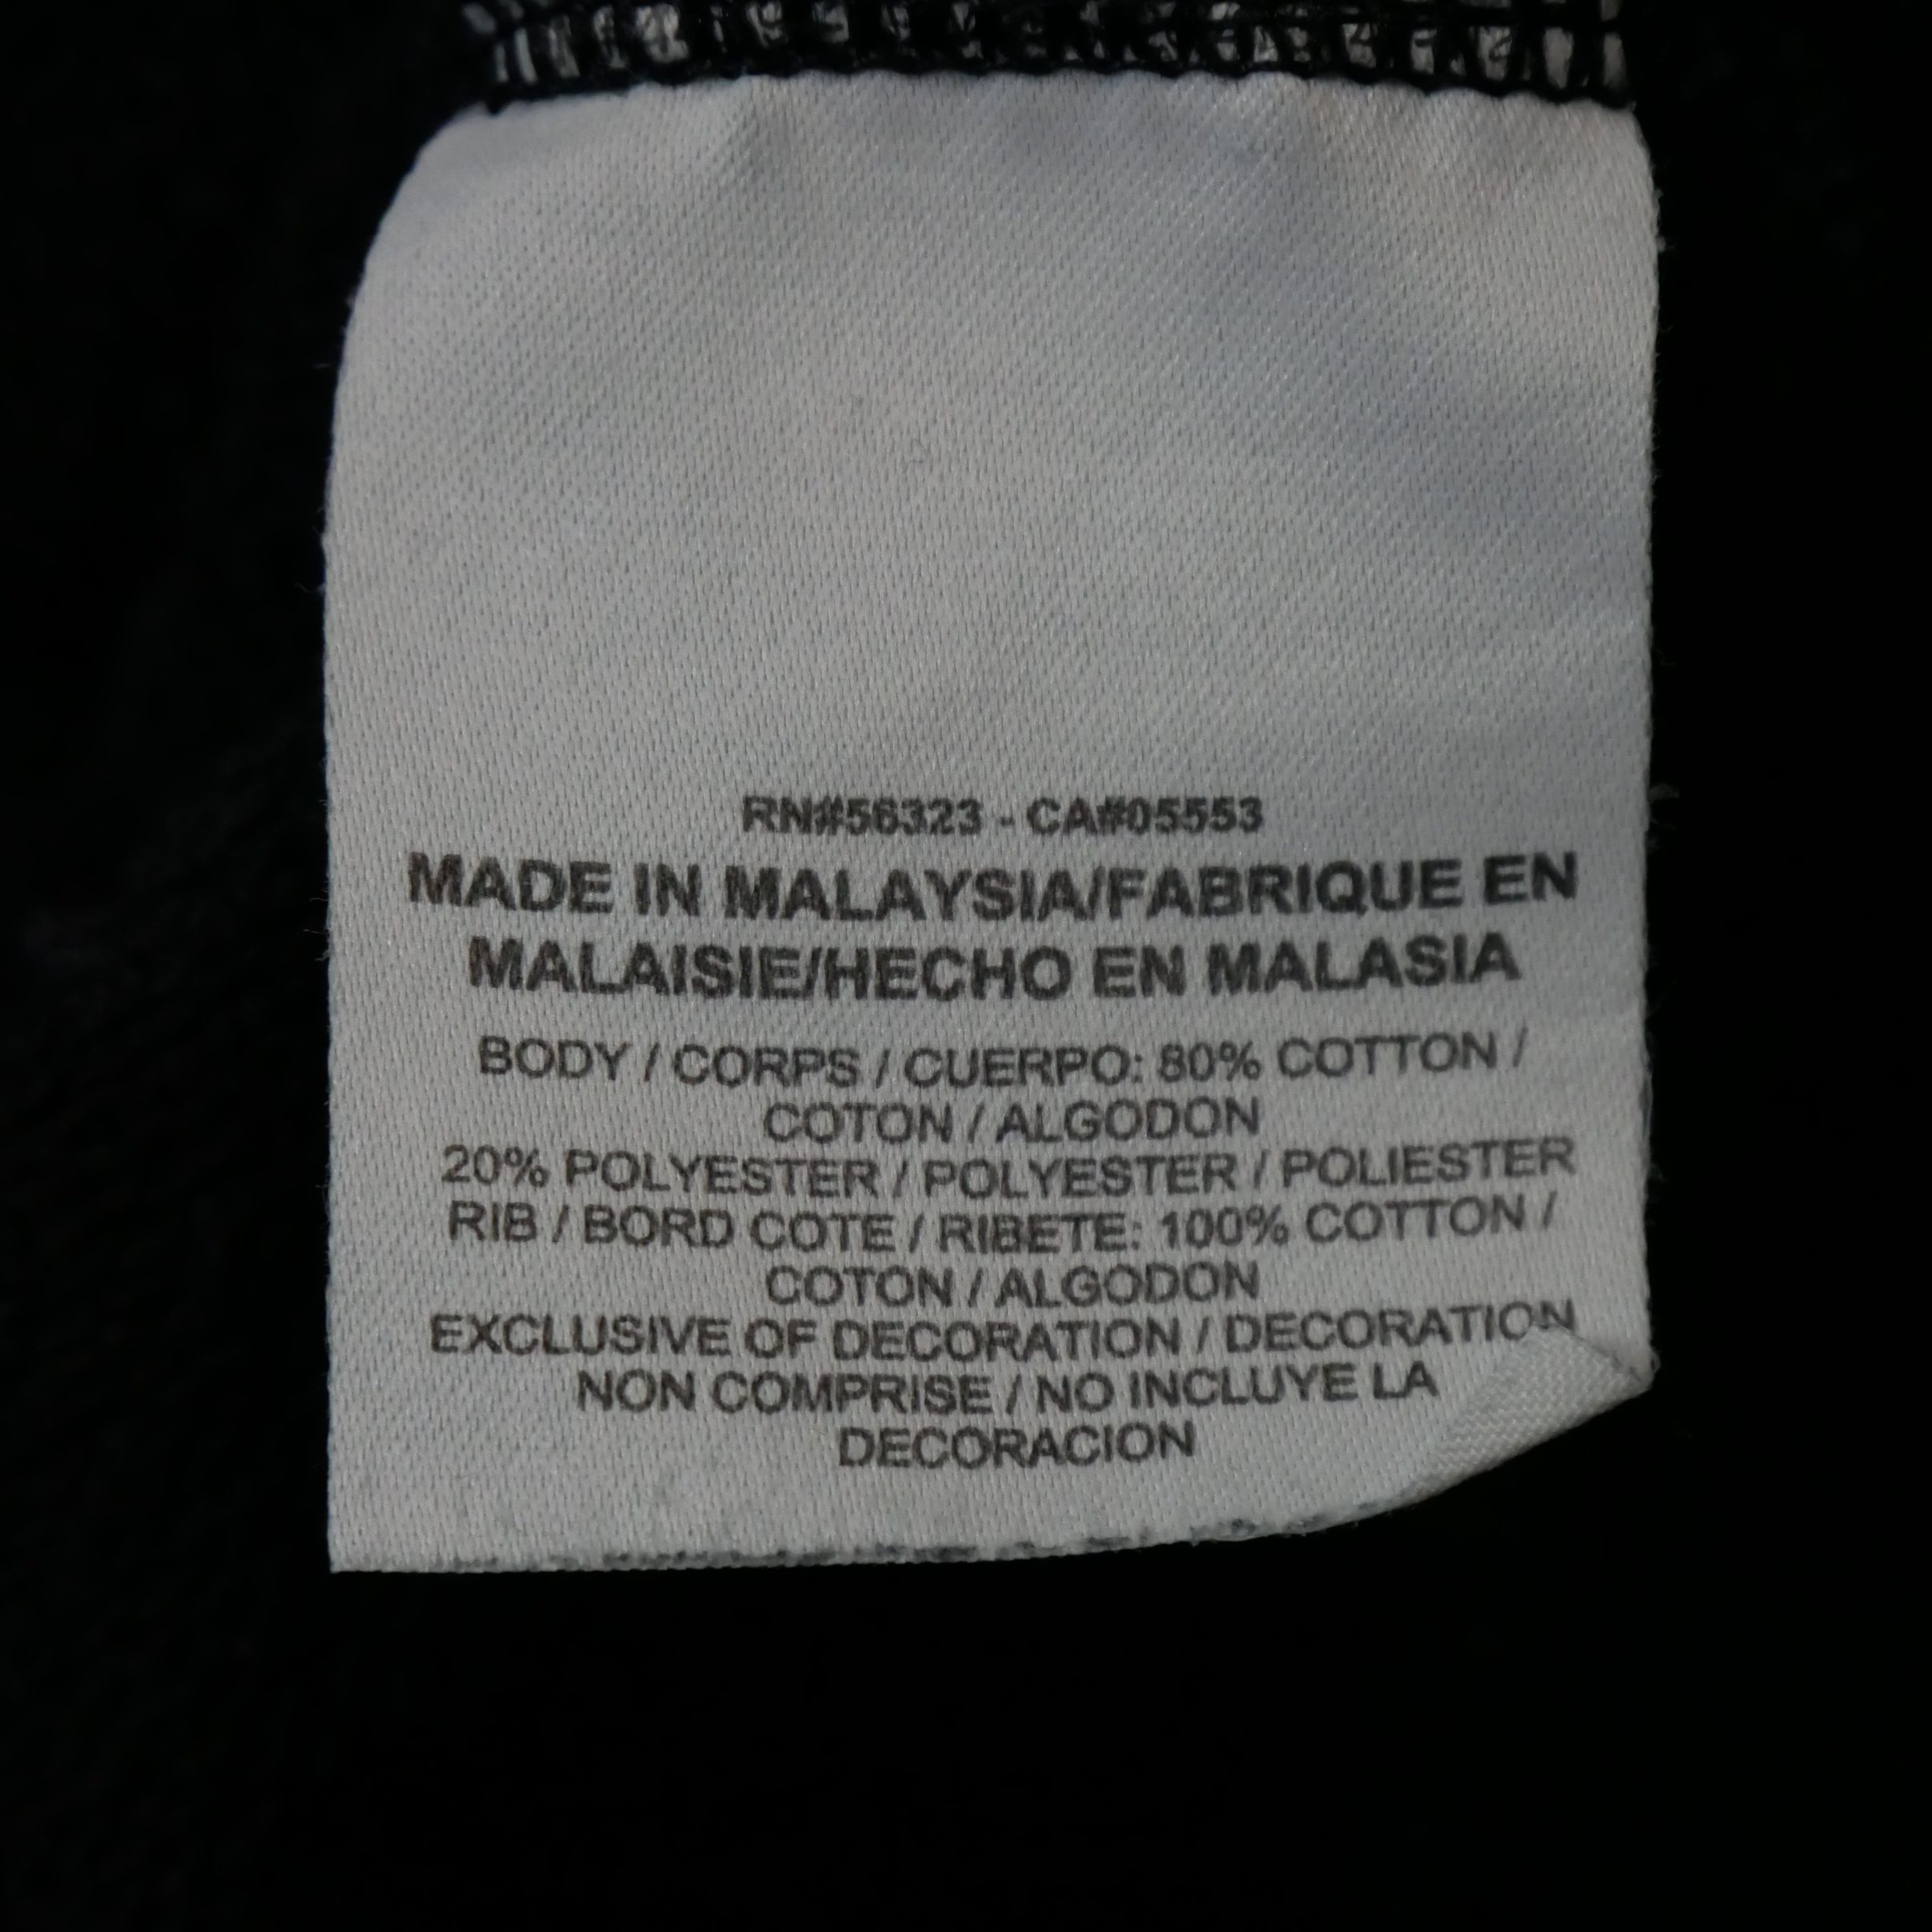 RN#56323 - CA#05553
MADE IN MALAYSIA/FABRIQUE EN
MALAISIE/HECHO EN MALASIA
BODY / CORPS / CUERPO: 80% COTTON /
COTON / ALGODON
20% POLYESTER / POLYESTER / POLIESTER
RIB / BORD COTE / RIBETE: 100% COTTON /
COTON / ALGODON
EXCLUSIVE OF DECORATION / DECORATION
NON COMPRISE / NO INCLUYE LA
DECORACION